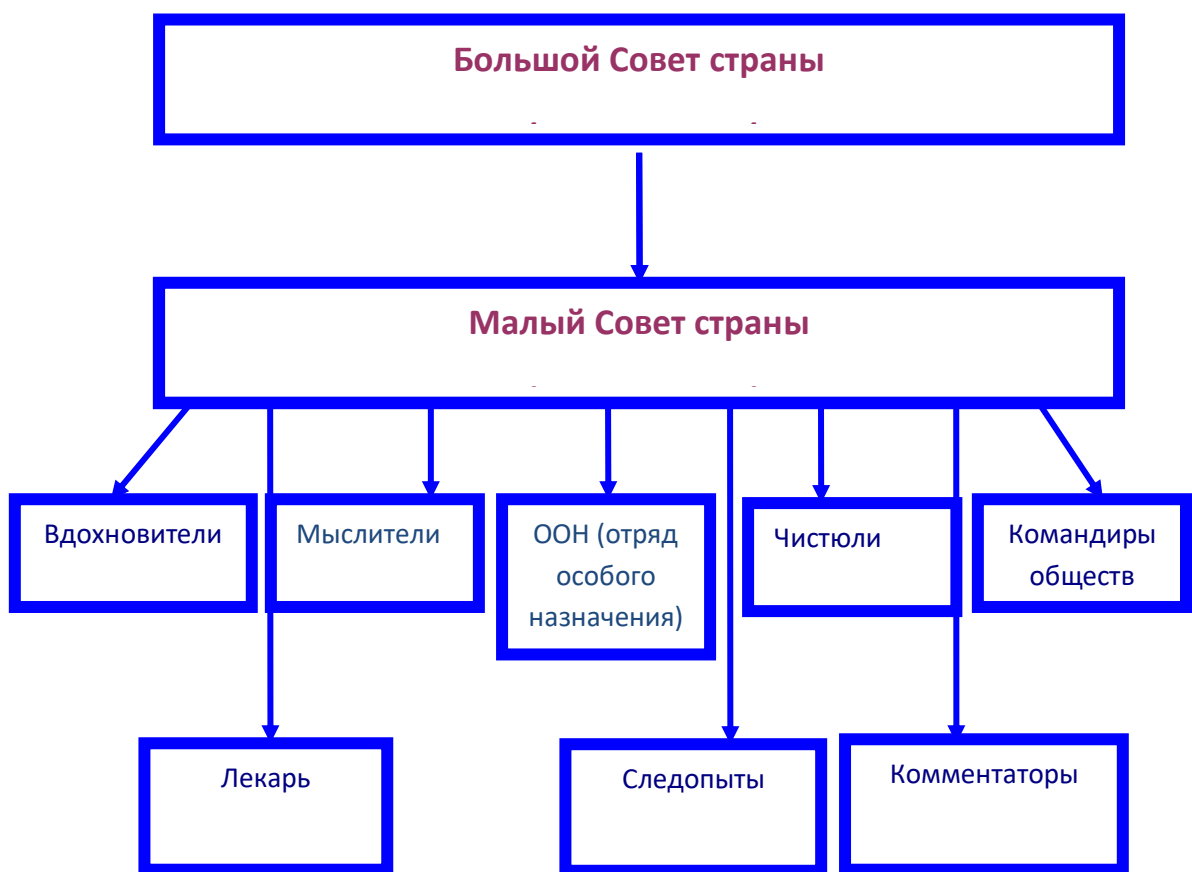 Большой Совет страны
Малый Совет страны
Вдохновители
Мыслители
ООН (отряд
особого
назначения)
Чистюли
Командиры
обществ
Лекарь
Следопыты
Комментаторы